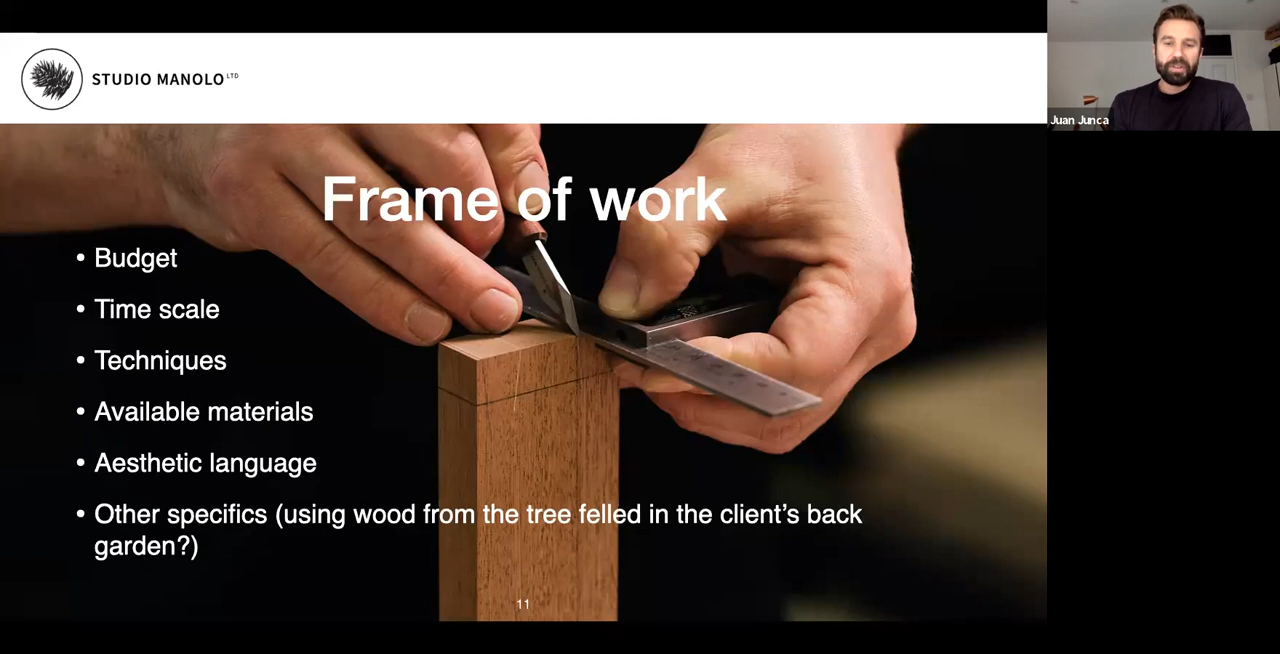 STUDIO MANOLO LTD
Juan Junca
Frame of work
• Budget
• Time scale
• Techniques
• Available materials
• Aesthetic language
• Other specifics (using wood from the tree felled in the client’s back
garden?)
11